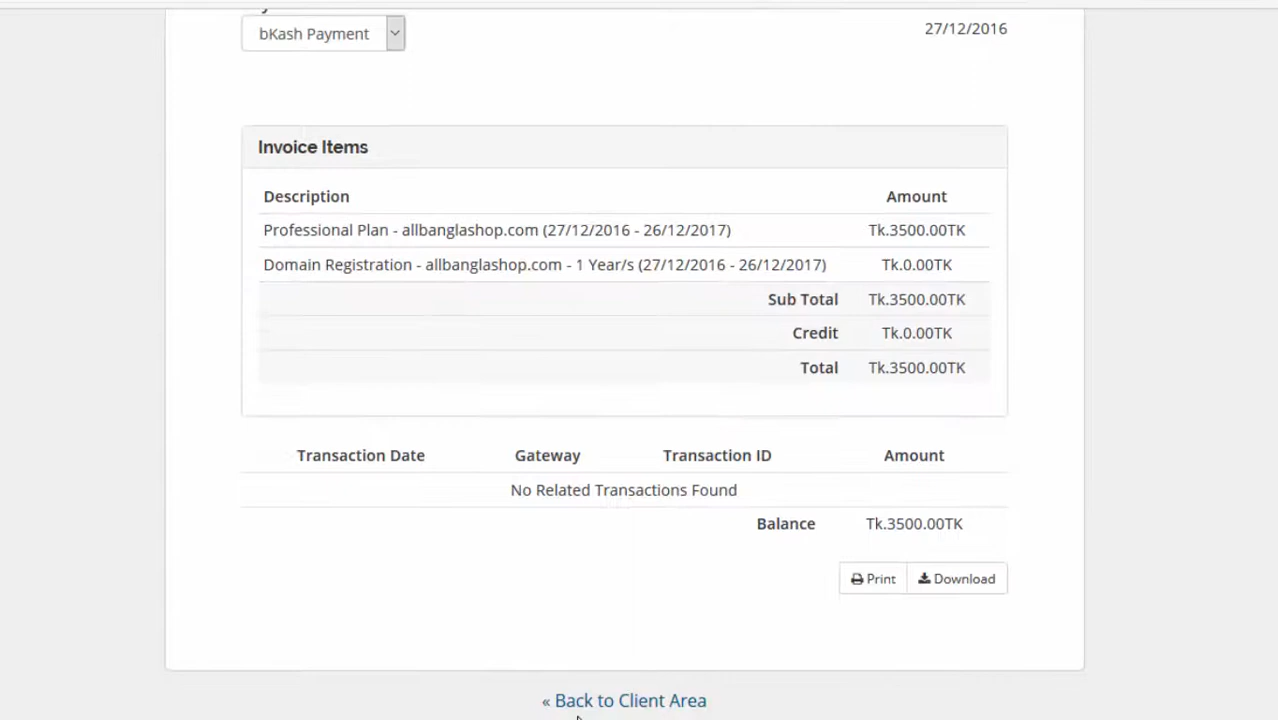 bKash Payment
27/12/2016
Invoice Items
Description Amount
Professional Plan - allbanglashop.com (27/12/2016 - 26/12/2017) Tk.3500.00TK
Domain Registration - allbanglashop.com - 1 Year/s (27/12/2016 - 26/12/2017) Tk.0.00TK
Sub Total Tk.3500.00TK
Credit Tk.0.00TK
Total Tk.3500.00TK
Transaction Date Gateway Transaction ID Amount
No Related Transactions Found
Balance Tk.3500.00TK
Print Download
« Back to Client Area